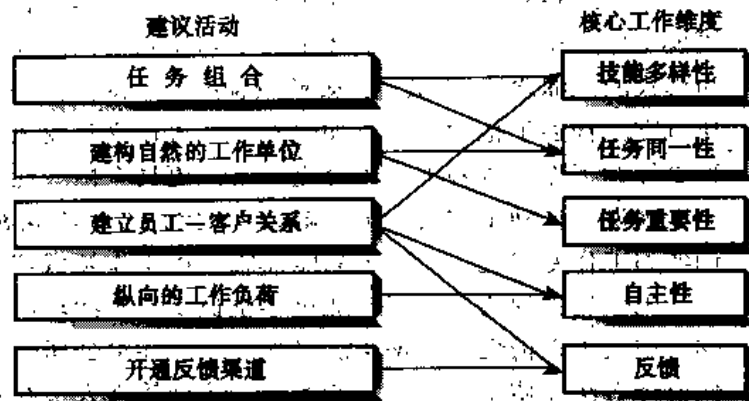 建议活动
核心工作维度
任务组合
技能多样性
建构自然的工作单位
任务同一性
建立员工—客户关系
任务重要性
纵向的工作负荷
自主性
开通反馈渠道
反馈